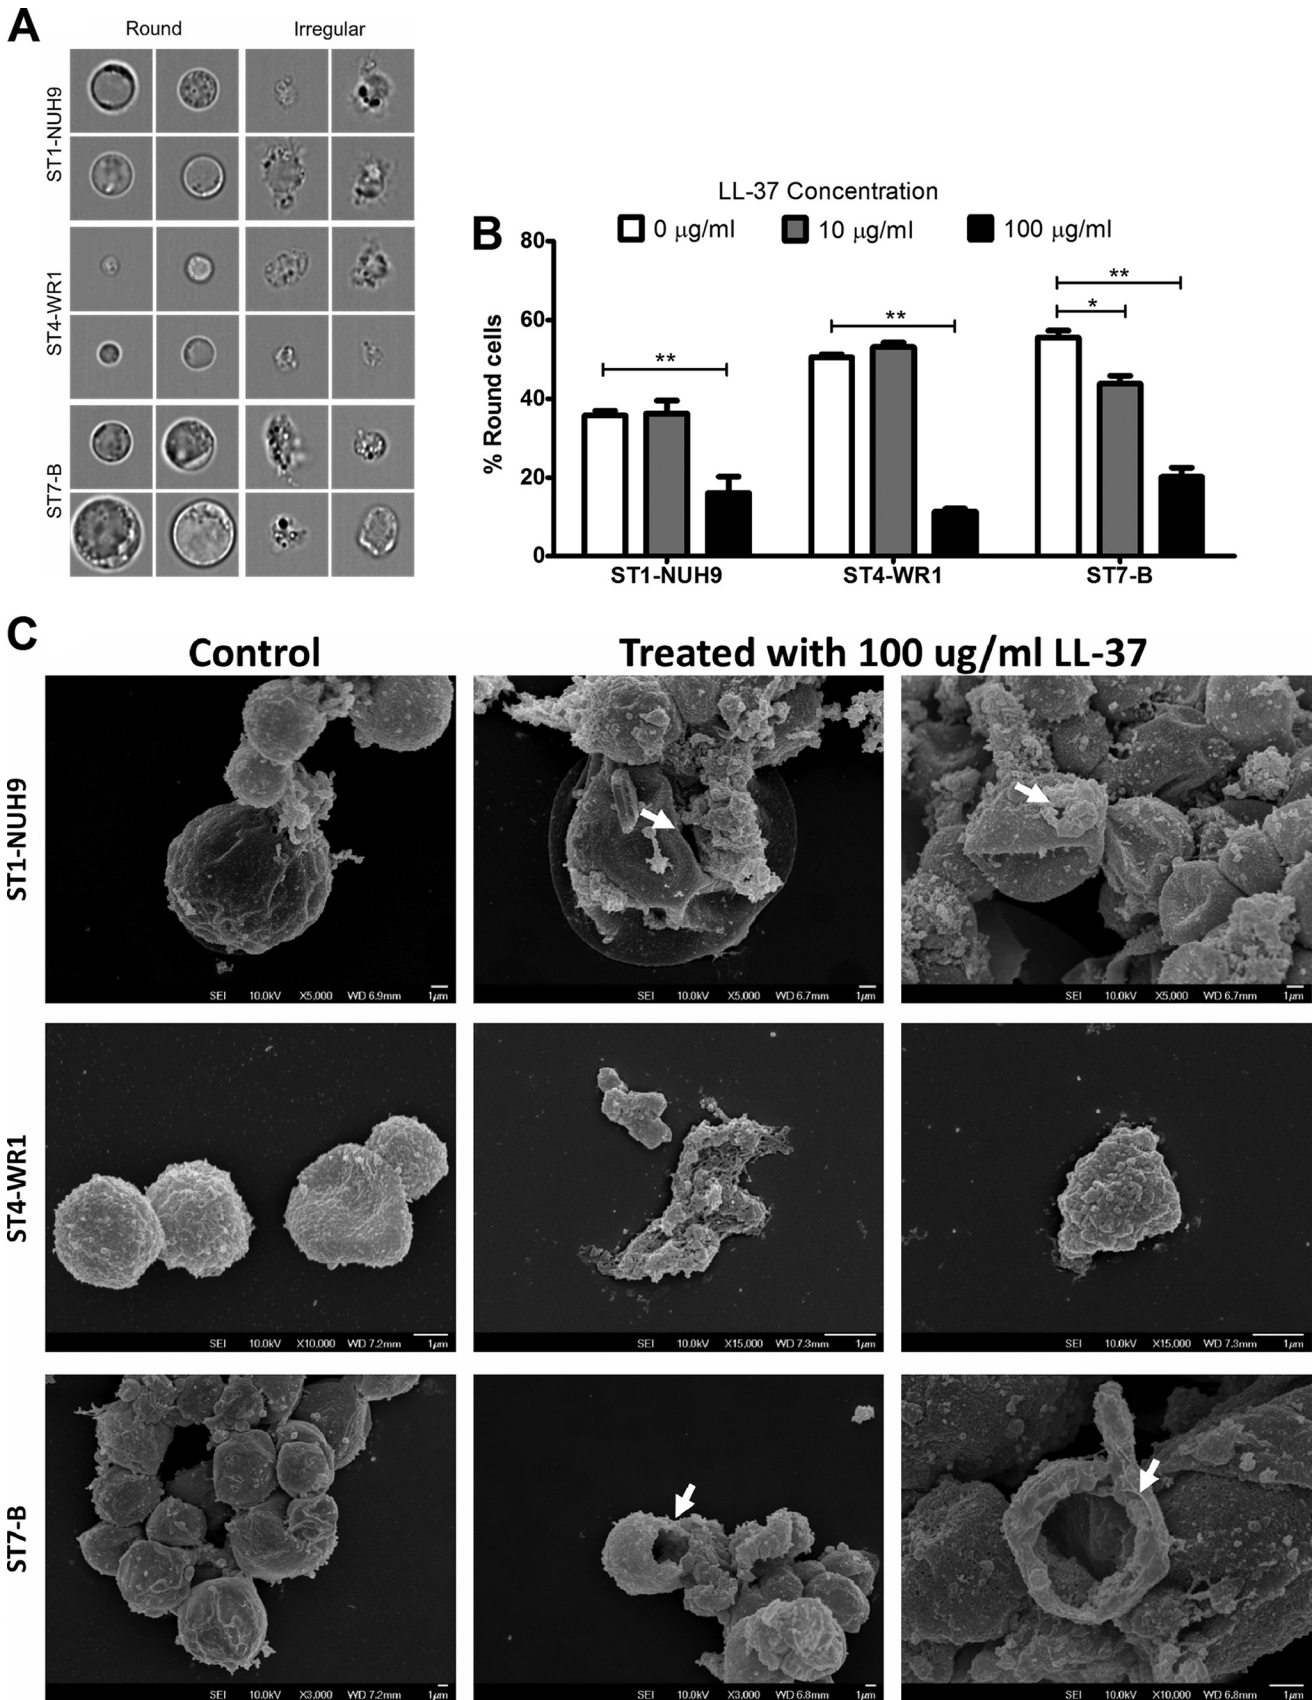 A
Round
Irregular
ST1-NUH9
ST4-WR1
ST7-B
B
LL-37 Concentration
0 μg/ml
10 μg/ml
100 μg/ml
% Round cells
80
60
40
20
0
**
**
**
*
ST1-NUH9
ST4-WR1
ST7-B
C
Control
Treated with 100 ug/ml LL-37
ST1-NUH9
SEI 10.0kV X5,000 WD 6.9mm 1μm
SEI 10.0kV X5,000 WD 6.7mm 1μm
SEI 10.0kV X5,000 WD 6.7mm 1μm
ST4-WR1
SEI 10.0kV X10,000 WD 7.2mm 1μm
SEI 10.0kV X15,000 WD 7.3mm 1μm
SEI 10.0kV X15,000 WD 7.3mm 1μm
ST7-B
SEI 10.0kV X3,000 WD 7.2mm 1μm
SEI 10.0kV X3,000 WD 6.8mm 1μm
SEI 10.0kV X10,000 WD 6.8mm 1μm